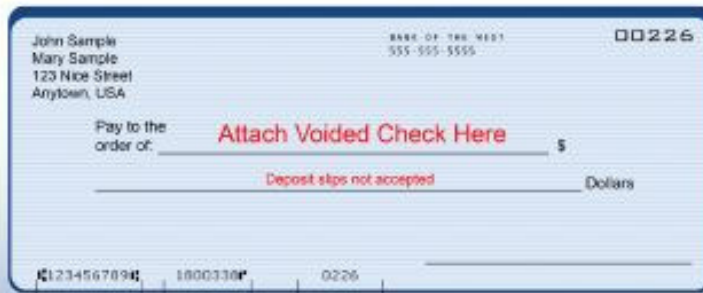 John Sample
Mary Sample
123 Nice Street
Anytown, USA
BANK OF THE WEST
555-555-5555
00226
Pay to the
order of:
Attach Voided Check Here
$
Deposit slips not accepted
Dollars
⑆123456789⑆ 1800338⑈ 0226